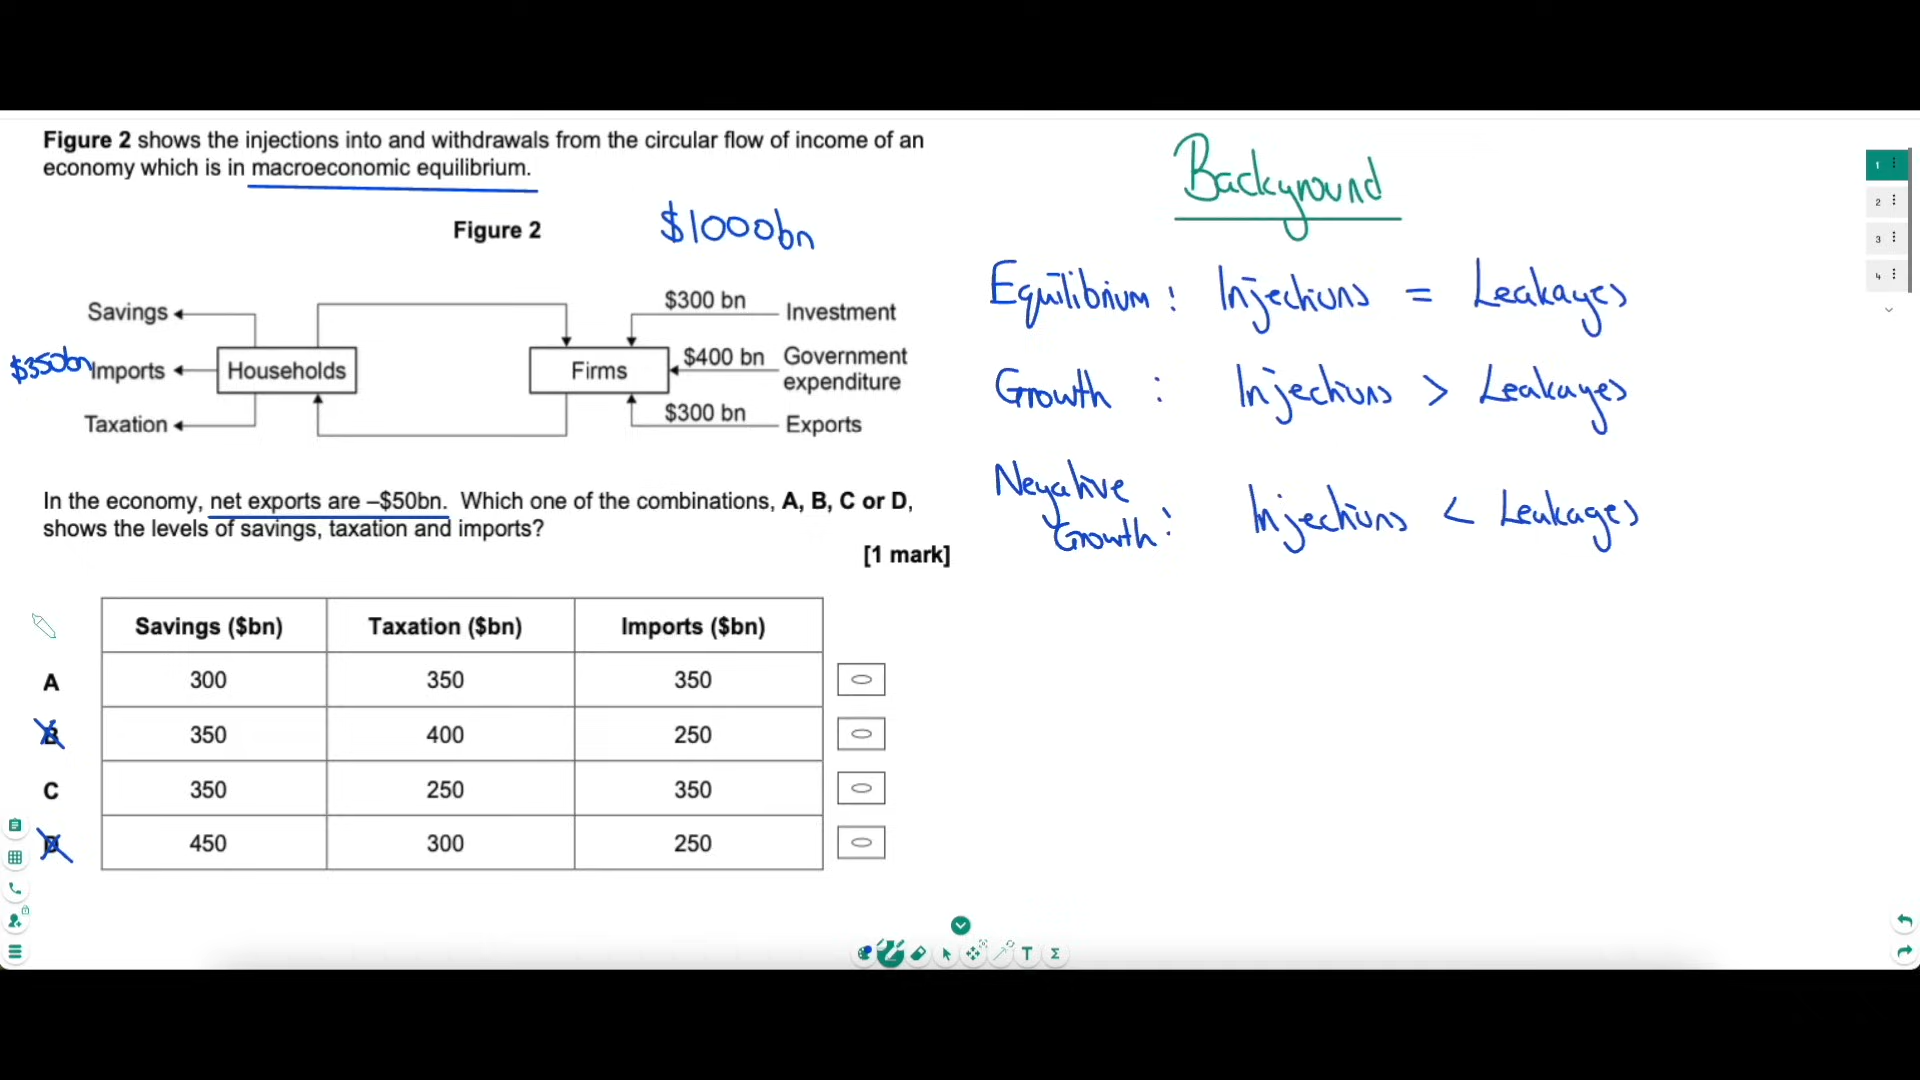 Figure 2 shows the injections into and withdrawals from the circular flow of income of an
economy which is in macroeconomic equilibrium.
Figure 2
$1000bn
Savings
$350bn Imports
Taxation
Households
Firms
$300 bn Investment
$400 bn Government
expenditure
$300 bn Exports
In the economy, net exports are –$50bn. Which one of the combinations, A, B, C or D,
shows the levels of savings, taxation and imports?
[1 mark]
Savings ($bn) Taxation ($bn) Imports ($bn)
A 300 350 350
B 350 400 250
C 350 250 350
D 450 300 250
Background
Equilibrium : Injections = Leakages
Growth : Injections > Leakages
Negative
Growth : Injections < Leakages
1
2
3
4
T Σ